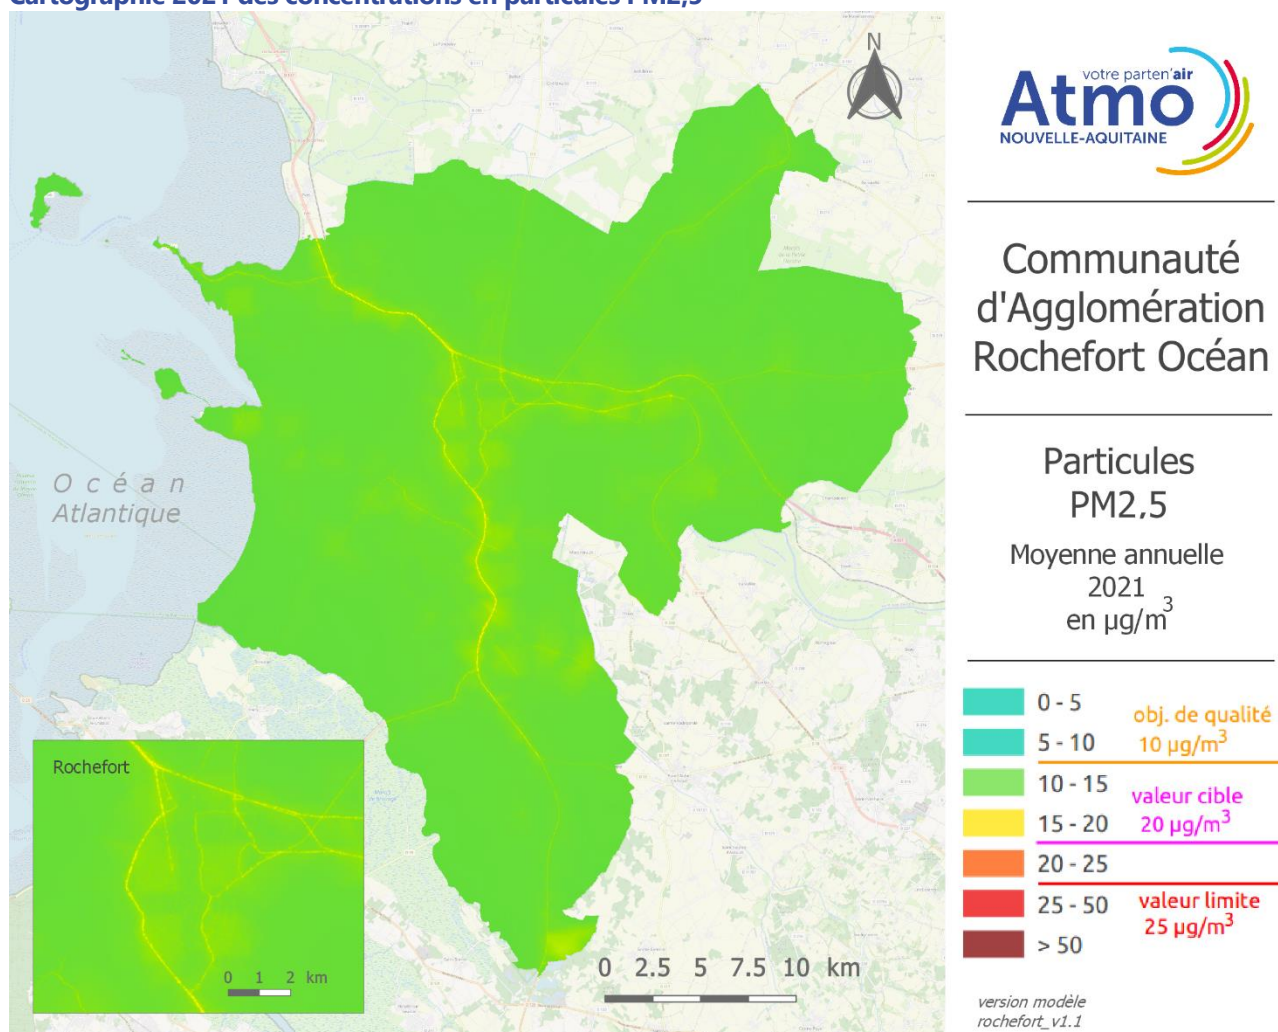 Cartographie 2021 des concentrations en particules PM2,5
N
votre parten'air
Atmo
NOUVELLE-AQUITAINE
Communauté
d'Agglomération
Rochefort Océan
Particules
PM2,5
Moyenne annuelle
2021
en µg/m³
Océan
Atlantique
Rochefort
0 1 2 km
0 2.5 5 7.5 10 km
0 - 5
5 - 10
obj. de qualité
10 µg/m³
10 - 15
15 - 20
valeur cible
20 µg/m³
20 - 25
25 - 50
valeur limite
25 µg/m³
> 50
version modèle
rochefort_v1.1